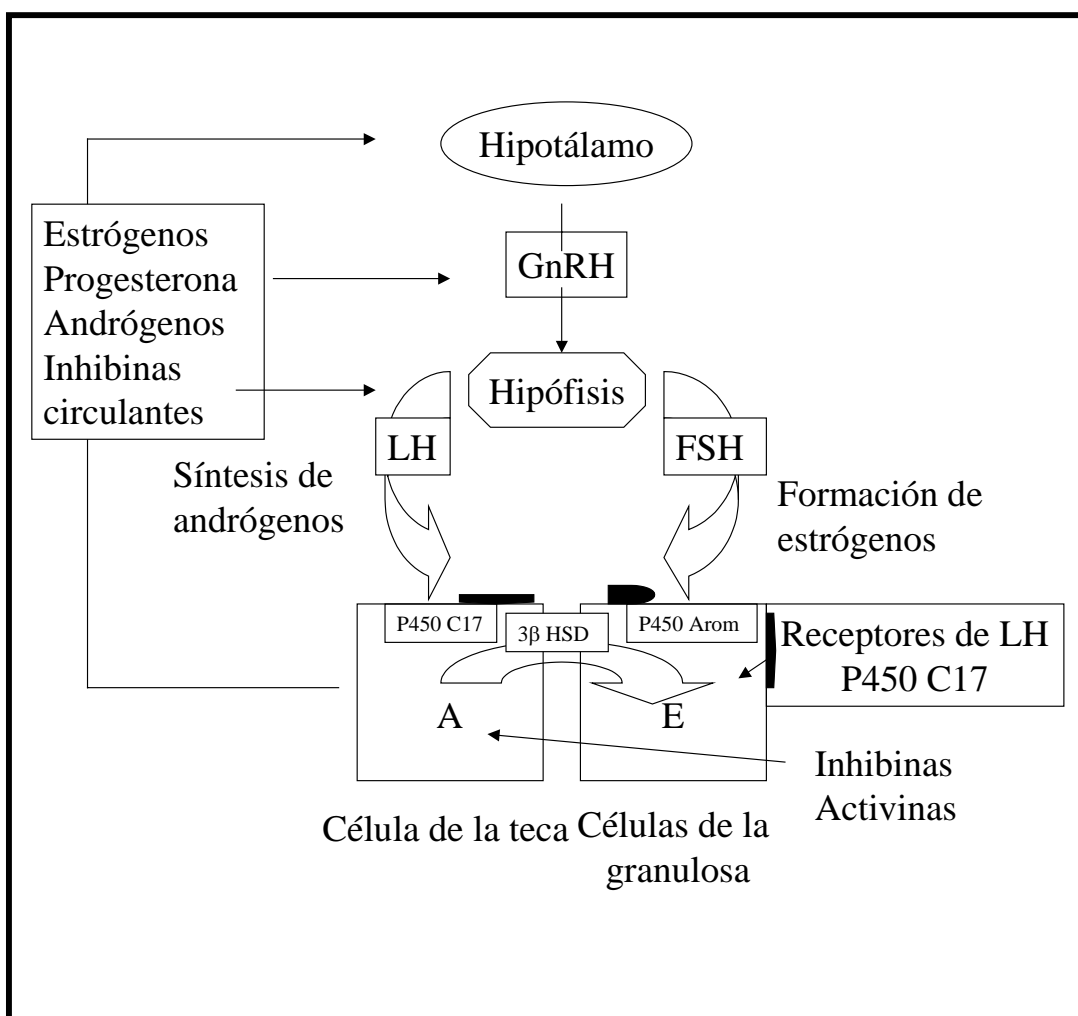 Hipotálamo
Estrógenos
Progesterona
Andrógenos
Inhibinas
circulantes
GnRH
Hipófisis
LH
FSH
Síntesis de
andrógenos
Formación de
estrógenos
P450 C17
3β HSD
P450 Arom
Receptores de LH
P450 C17
A
E
Inhibinas
Activinas
Célula de la teca
Células de la
granulosa